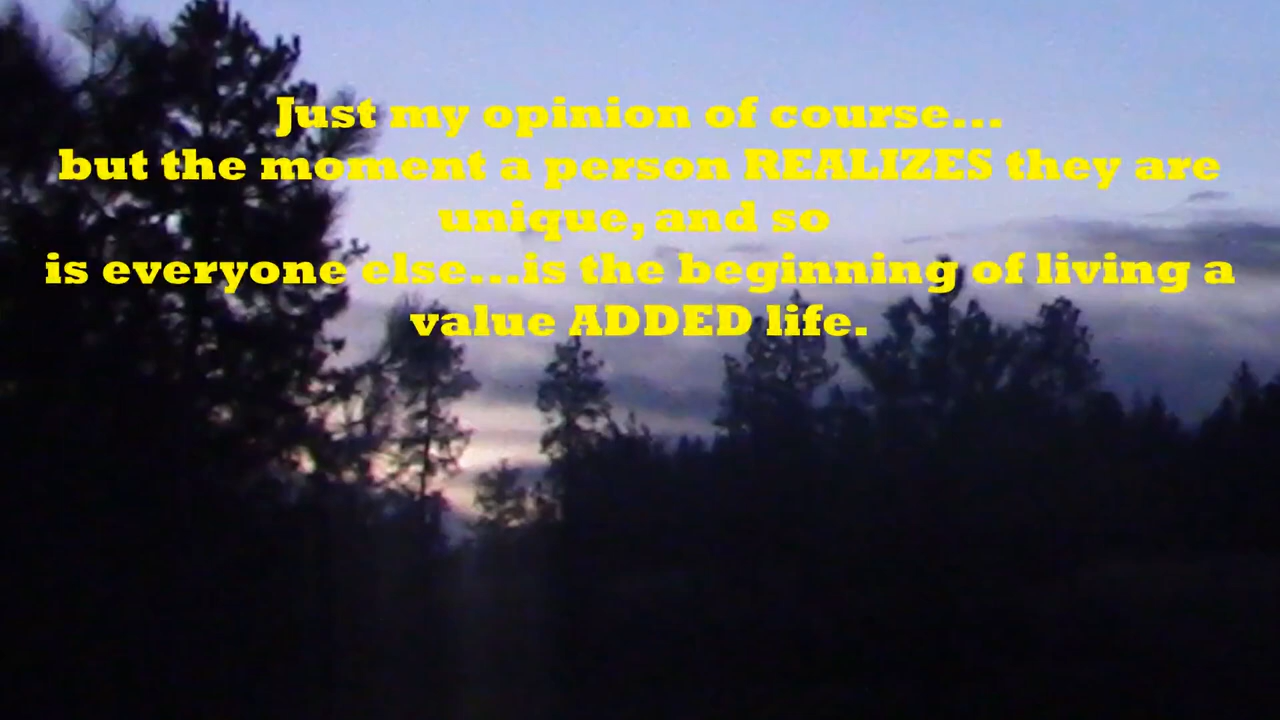 Just my opinion of course...
but the moment a person REALIZES they are
unique, and so
is everyone else...is the beginning of living a
value ADDED life.